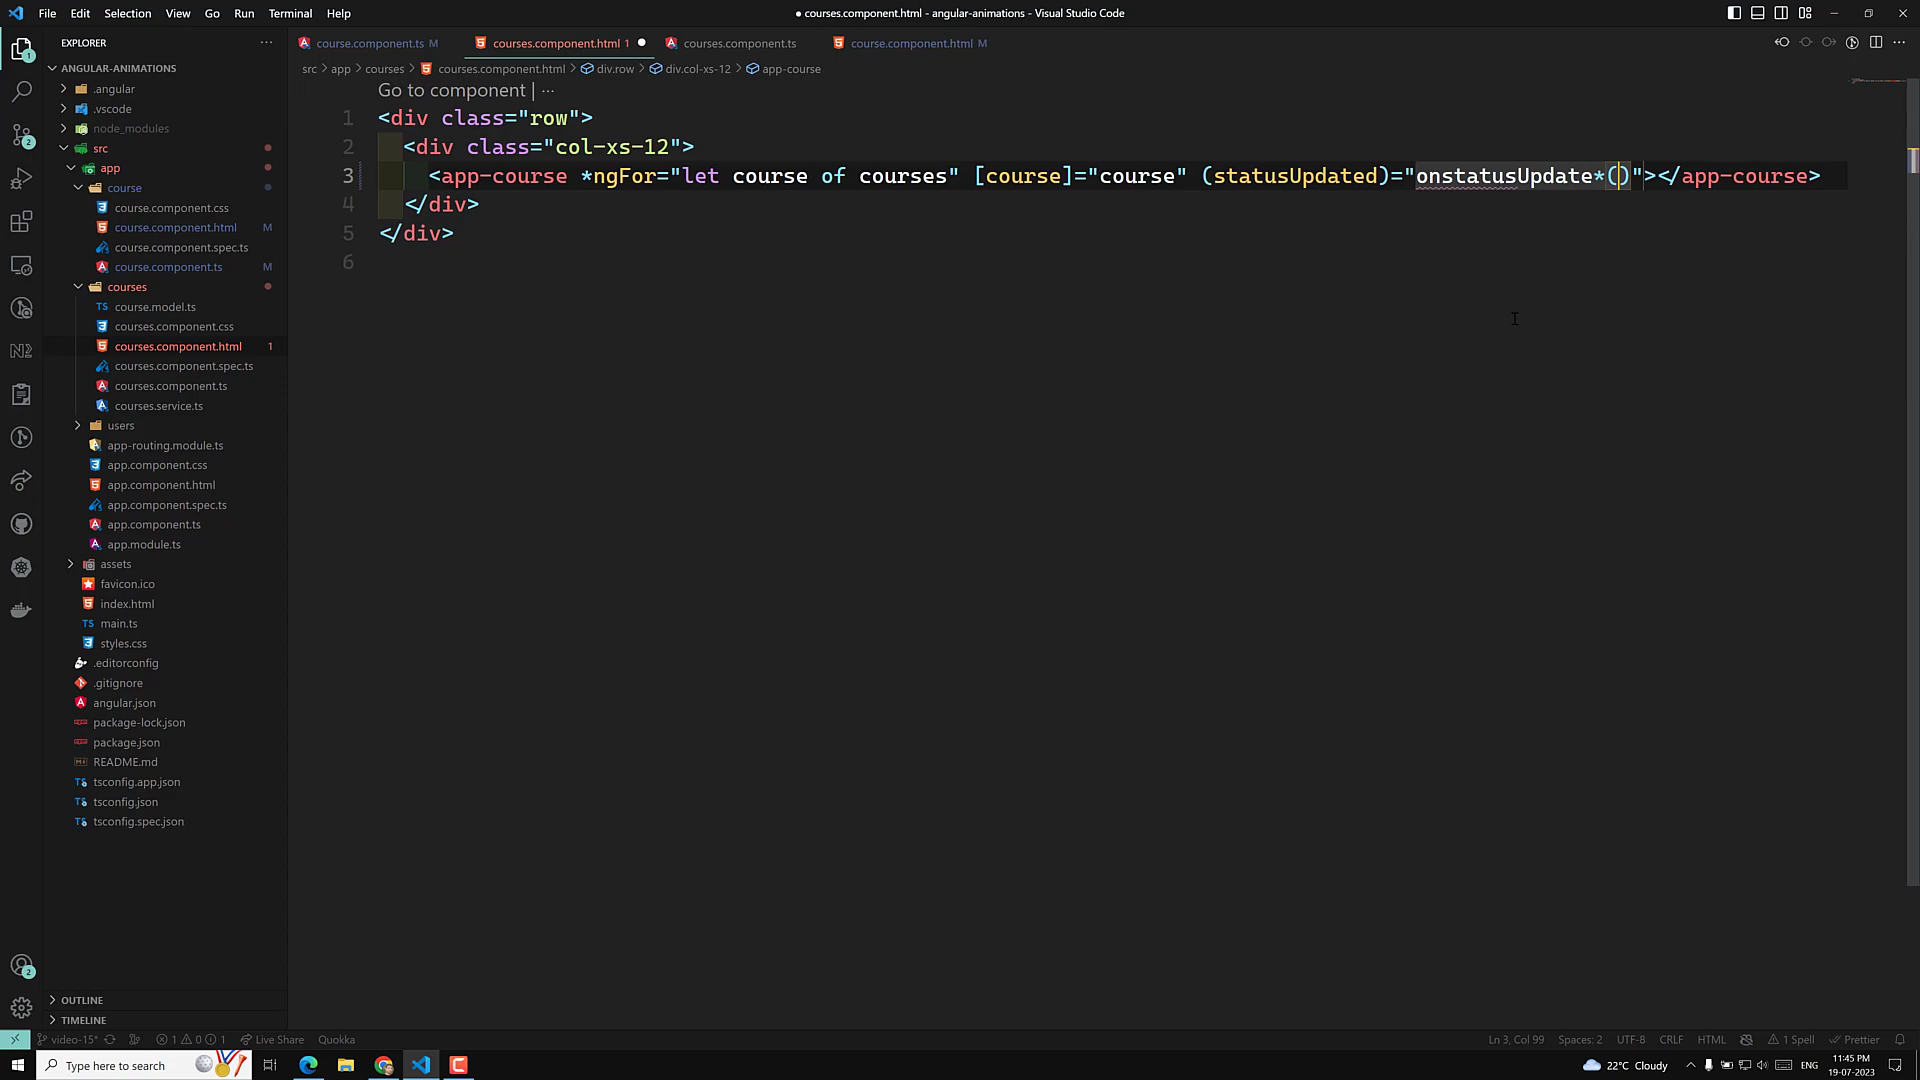 File Edit Selection View Go Run Terminal Help
● courses.component.html - angular-animations - Visual Studio Code
EXPLORER
course.component.ts M
courses.component.html 1
courses.component.ts
course.component.html M
ANGULAR-ANIMATIONS
src > app > courses > courses.component.html > div.row > div.col-xs-12 > app-course
.angular
.vscode
node_modules
src
app
course
course.component.css
course.component.html M
course.component.spec.ts
course.component.ts M
courses
course.model.ts
courses.component.css
courses.component.html 1
courses.component.spec.ts
courses.component.ts
courses.service.ts
users
app-routing.module.ts
app.component.css
app.component.html
app.component.spec.ts
app.component.ts
app.module.ts
assets
favicon.ico
index.html
main.ts
styles.css
.editorconfig
.gitignore
angular.json
package-lock.json
package.json
README.md
tsconfig.app.json
tsconfig.json
tsconfig.spec.json
OUTLINE
TIMELINE
Go to component | ...
1 <div class="row">
2 <div class="col-xs-12">
3 <app-course *ngFor="let course of courses" [course]="course" (statusUpdated)="onstatusUpdate*()"></app-course>
4 </div>
5 </div>
6
video-15* 1 0 1 Live Share Quokka
Ln 3, Col 99 Spaces: 2 UTF-8 CRLF HTML 1 Spell Prettier
Type here to search
22°C Cloudy ENG 11:45 PM
19-07-2023